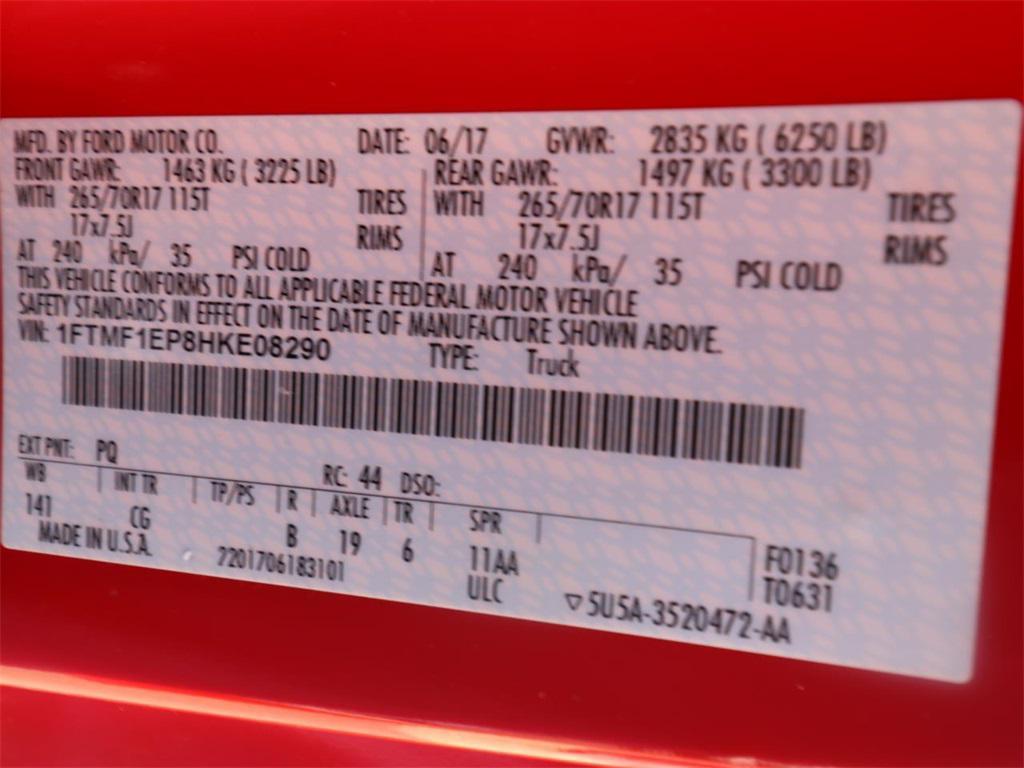 MFD. BY FORD MOTOR CO. DATE: 06/17 GVWR: 2835 KG ( 6250 LB)
FRONT GAWR: 1463 KG ( 3225 LB) REAR GAWR: 1497 KG ( 3300 LB)
WITH 265/70R17 115T TIRES WITH 265/70R17 115T TIRES
17x7.5J RIMS 17x7.5J RIMS
AT 240 kPa/ 35 PSI COLD AT 240 kPa/ 35 PSI COLD
THIS VEHICLE CONFORMS TO ALL APPLICABLE FEDERAL MOTOR VEHICLE
SAFETY STANDARDS IN EFFECT ON THE DATE OF MANUFACTURE SHOWN ABOVE.
VIN: 1FTMF1EP8HKE08290 TYPE: Truck
EXT PNT: PQ RC: 44 DSO:
WB INT TR TP/PS R AXLE TR SPR
141 CG B 19 6 11AA F0136
MADE IN U.S.A. 7201706183101 ULC T0631
▽5U5A-3520472-AA